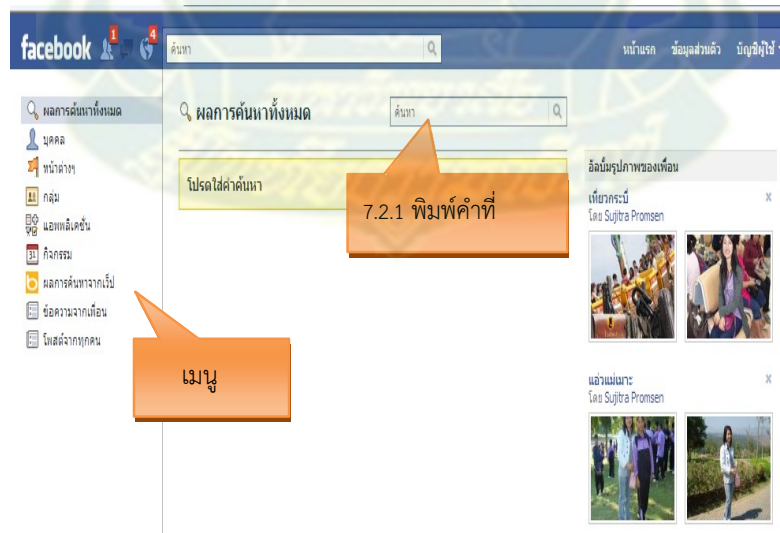 facebook
1
4
ค้นหา
หน้าแรก ข้อมูลส่วนตัว บัญชีผู้ใช้
ผลการค้นหาทั้งหมด
บุคคล
หน้าต่างๆ
กลุ่ม
แอพพลิเคชั่น
31 กิจกรรม
ผลการค้นหาจากเว็ป
ข้อความจากเพื่อน
โพสต์จากทุกคน
เมนู
ผลการค้นหาทั้งหมด
ค้นหา
โปรดใส่คำค้นหา
7.2.1 พิมพ์คำที่
อัลบั้มรูปภาพของเพื่อน
เที่ยวกระบี่
x
โดย Sujitra Promsen
แอ่วแม่เมาะ
x
โดย Sujitra Promsen